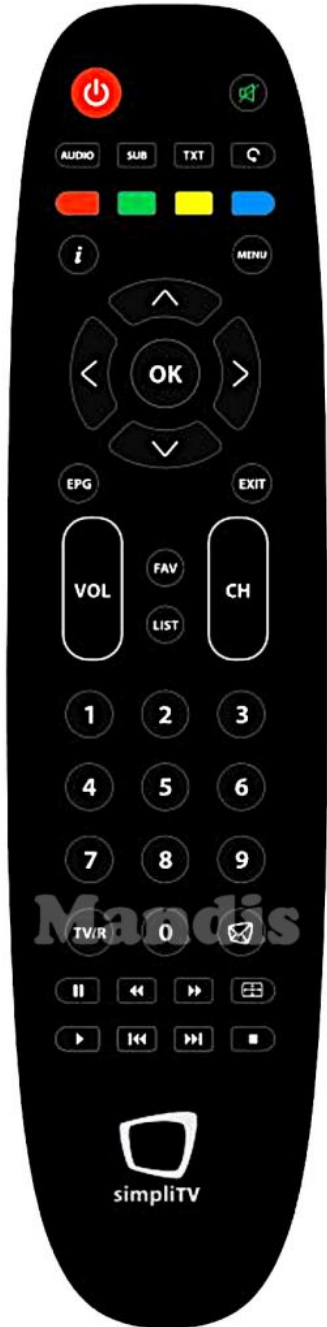 AUDIO SUB TXT
i MENU
OK
EPG EXIT
VOL FAV CH
LIST
1 2 3
4 5 6
7 8 9
TV/R 0
Mandis
simpliTV